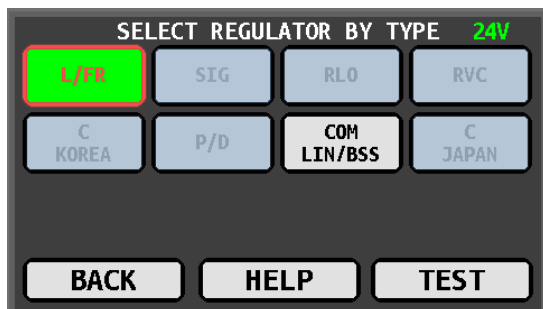 SELECT REGULATOR BY TYPE 24V
L/FR SIG RLO RVC
C KOREA P/D COM LIN/BSS C JAPAN
BACK HELP TEST